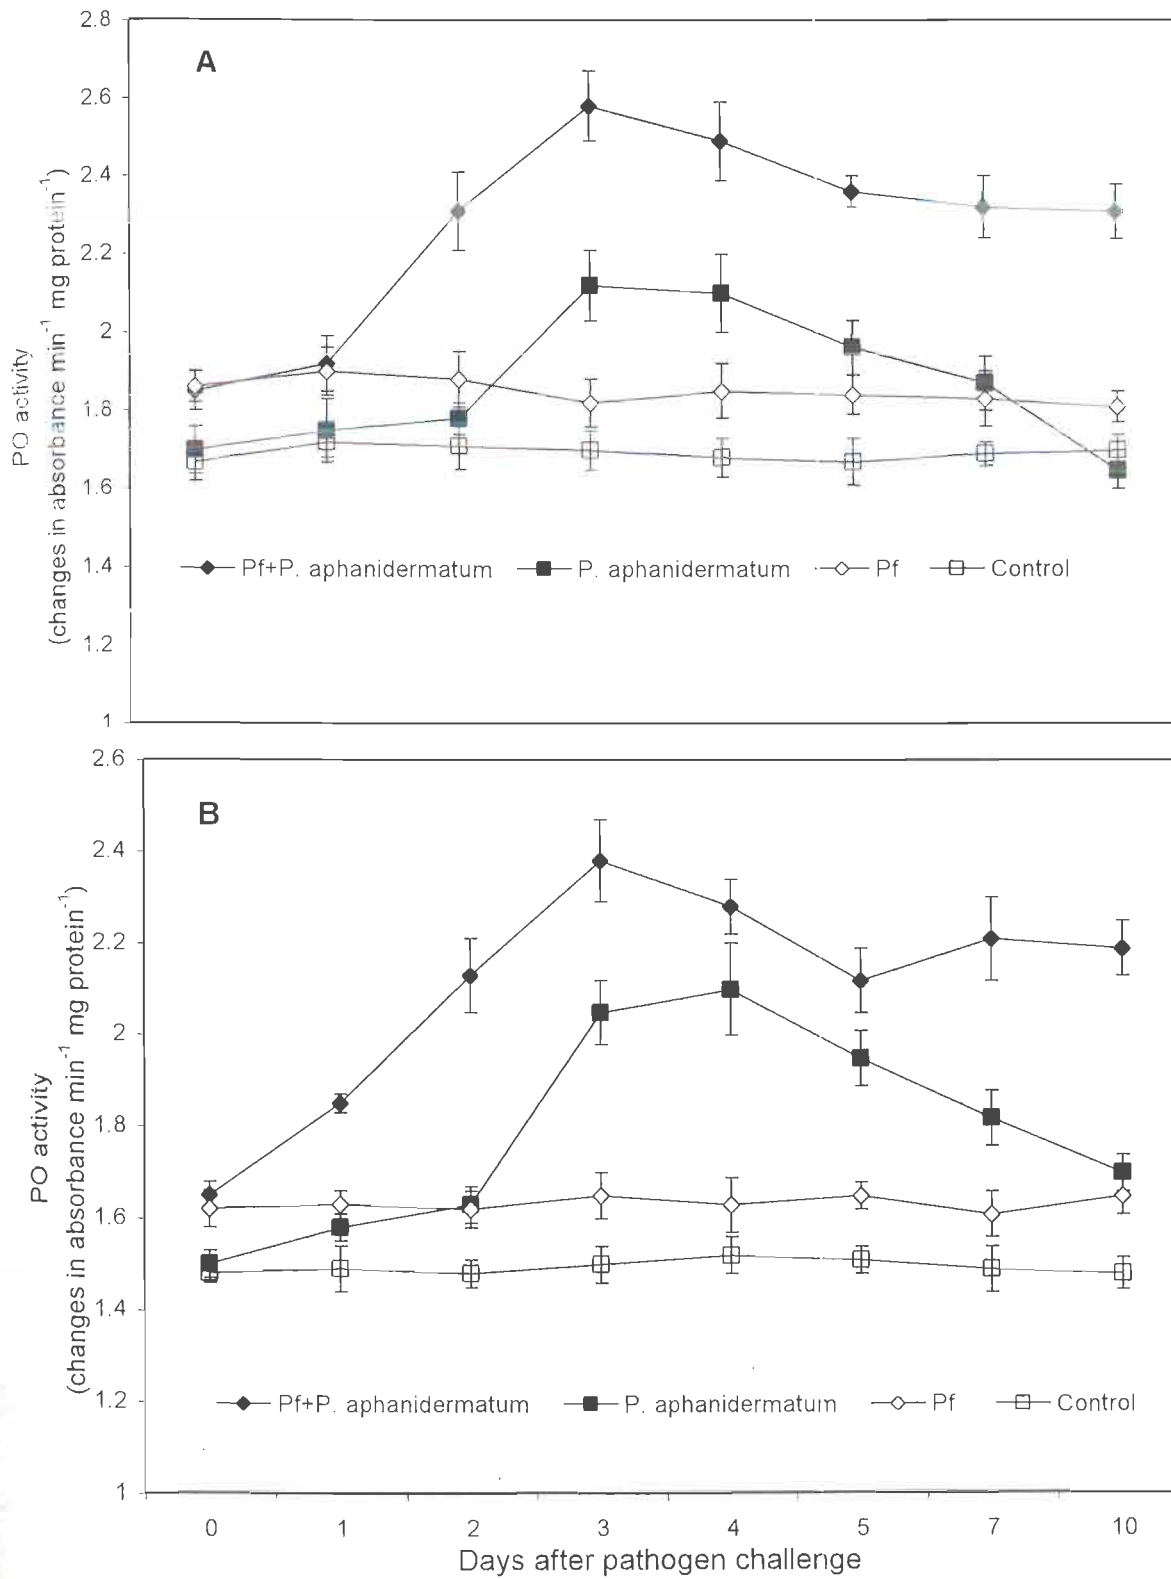 2.8
A
2.6
2.4
2.2
2
1.8
1.6
1.4
1.2
1
PO activity
(changes in absorbance min⁻¹ mg protein⁻¹)
Pf+P. aphanidermatum P. aphanidermatum Pf Control
2.6
B
2.4
2.2
2
1.8
1.6
1.4
1.2
1
PO activity
(changes in absorbance min⁻¹ mg protein⁻¹)
Pf+P. aphanidermatum P. aphanidermatum Pf Control
0 1 2 3 4 5 7 10
Days after pathogen challenge